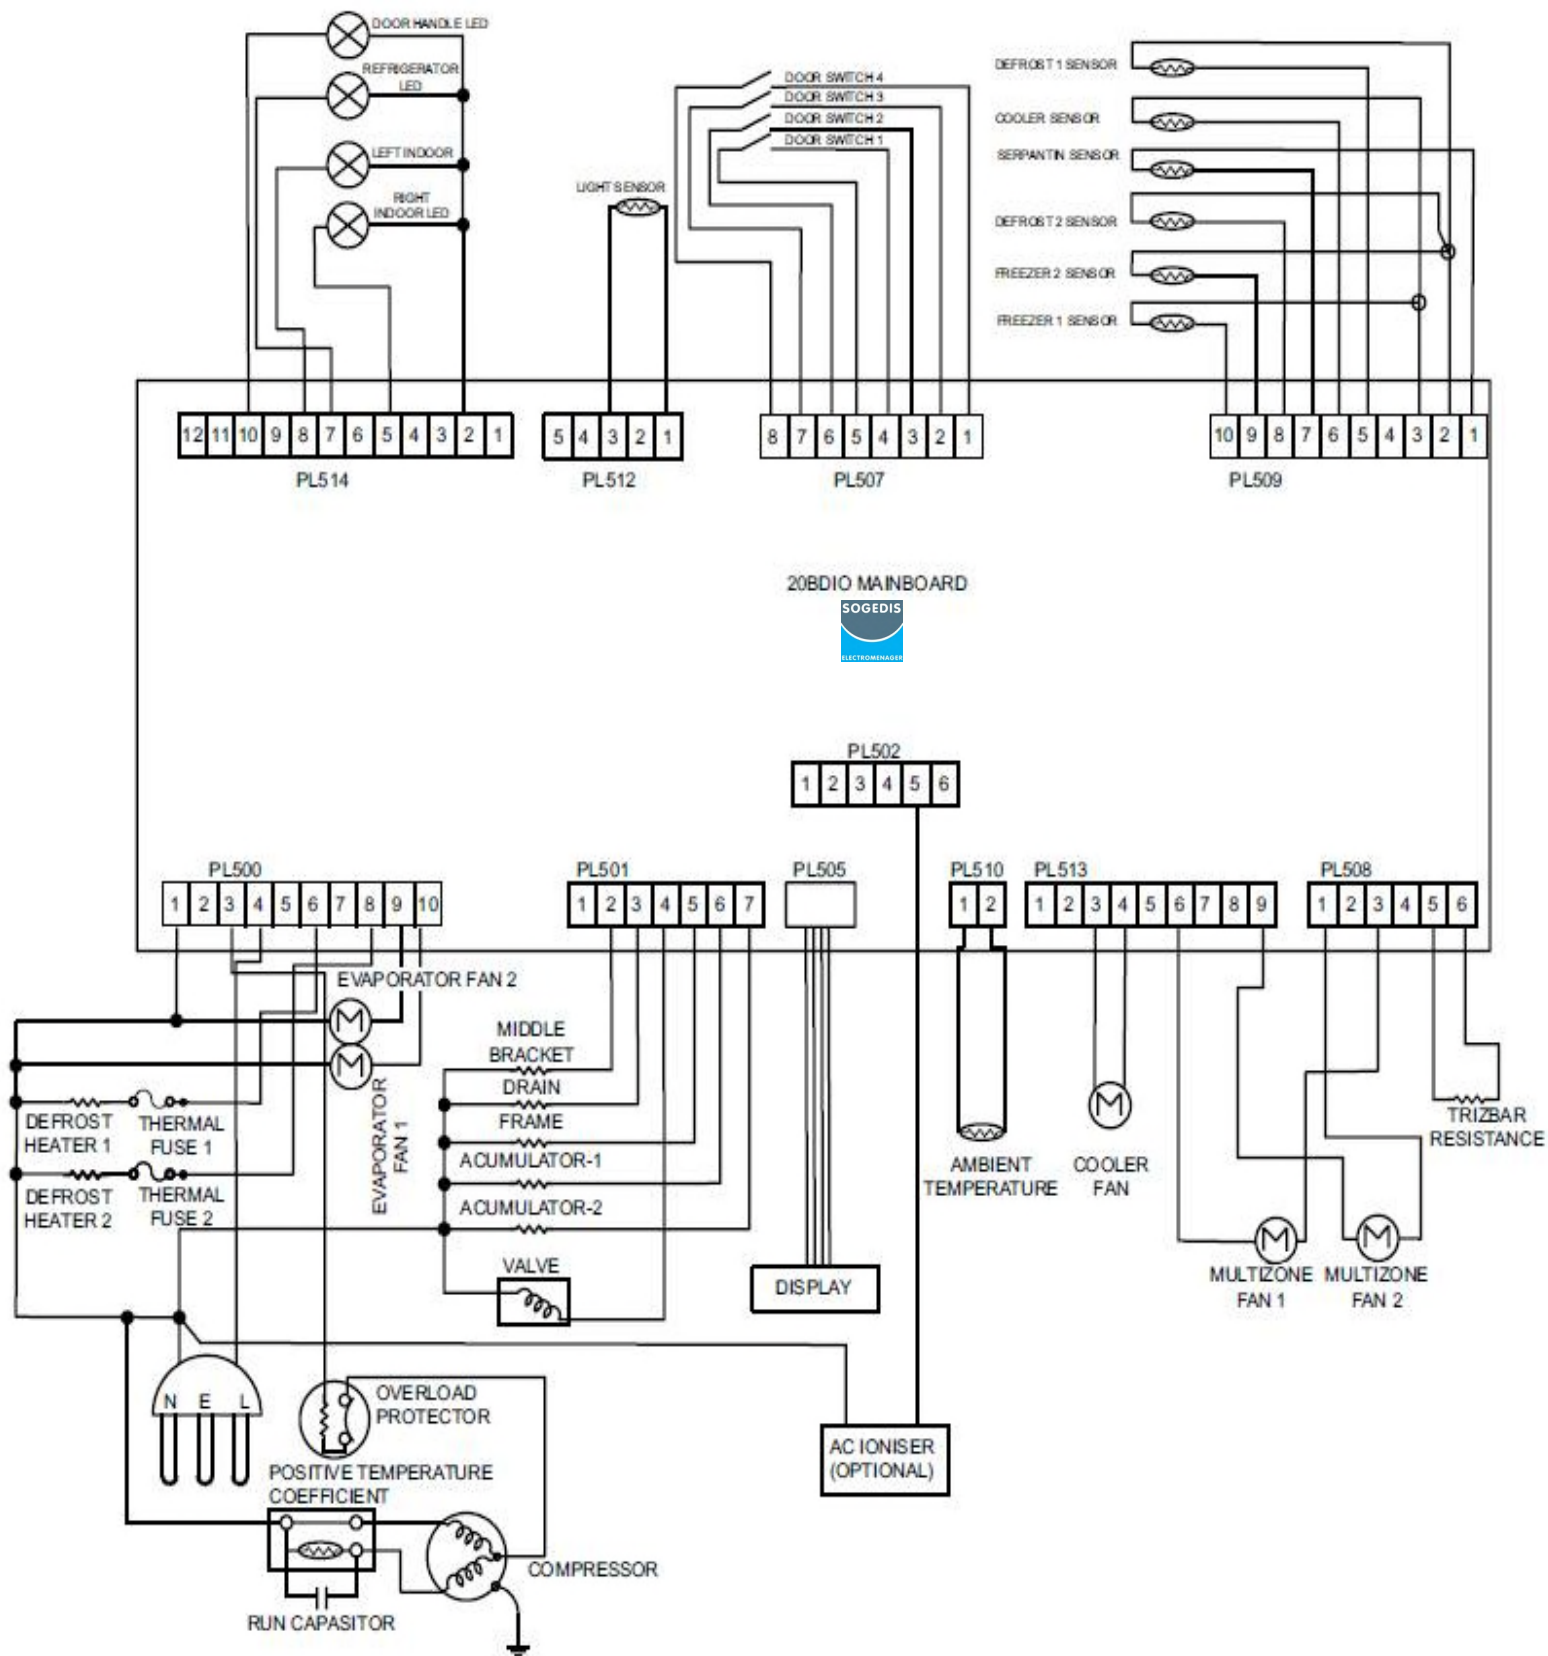 DOOR HANDLE LED
REFRIGERATOR
LED
LEFT INDOOR
RIGHT
INDOOR LED
LIGHT SENSOR
DOOR SWITCH 4
DOOR SWITCH 3
DOOR SWITCH 2
DOOR SWITCH 1
DEFROST 1 SENSOR
COOLER SENSOR
SERPANTIN SENSOR
DEFROST 2 SENSOR
FREEZER 2 SENSOR
FREEZER 1 SENSOR
12 11 10 9 8 7 6 5 4 3 2 1
PL514
5 4 3 2 1
PL512
8 7 6 5 4 3 2 1
PL507
10 9 8 7 6 5 4 3 2 1
PL509
20BDIO MAINBOARD
SOGEDIS
ELECTROMENAGER
PL502
1 2 3 4 5 6
PL500
1 2 3 4 5 6 7 8 9 10
PL501
1 2 3 4 5 6 7
PL505
PL510
1 2
PL513
1 2 3 4 5 6 7 8 9
PL508
1 2 3 4 5 6
EVAPORATOR FAN 2
M
M
EVAPORATOR
FAN 1
DEFROST
HEATER 1
THERMAL
FUSE 1
DEFROST
HEATER 2
THERMAL
FUSE 2
MIDDLE
BRACKET
DRAIN
FRAME
ACUMULATOR-1
ACUMULATOR-2
VALVE
DISPLAY
AMBIENT
TEMPERATURE
M
COOLER
FAN
M
MULTIZONE
FAN 1
M
MULTIZONE
FAN 2
TRIZBAR
RESISTANCE
N E L
OVERLOAD
PROTECTOR
POSITIVE TEMPERATURE
COEFFICIENT
AC IONISER
(OPTIONAL)
COMPRESSOR
RUN CAPASITOR